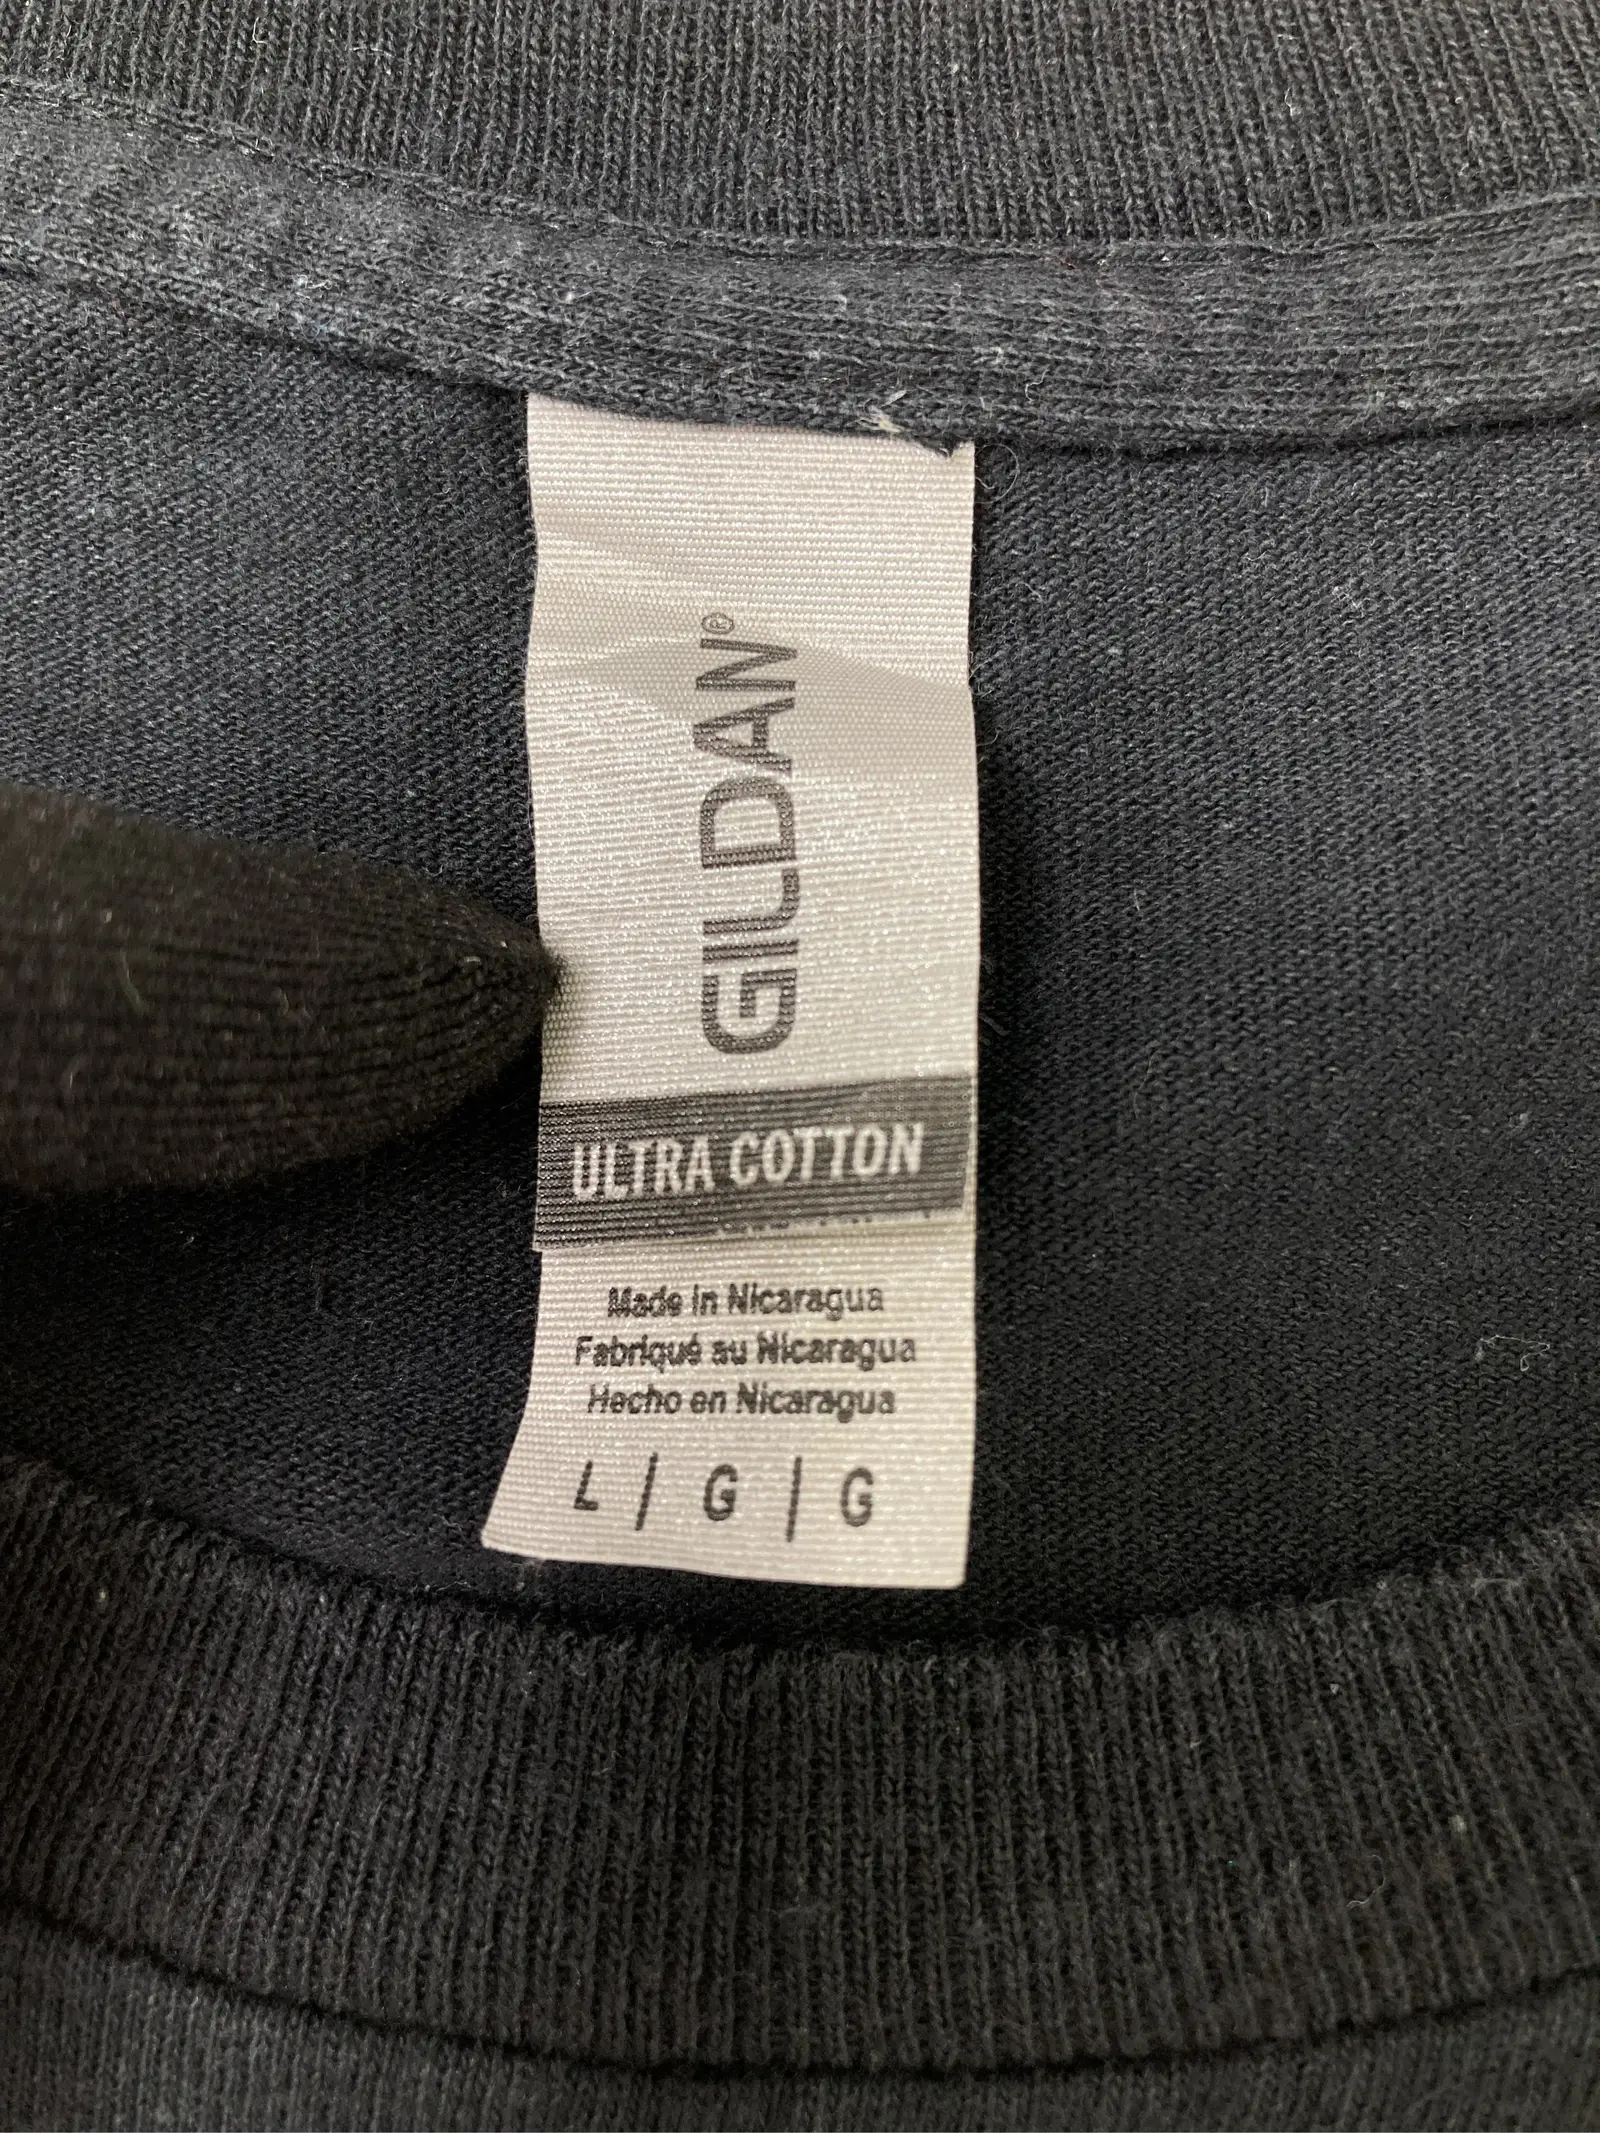 GILDAN®
ULTRA COTTON
Made in Nicaragua
Fabriqué au Nicaragua
Hecho en Nicaragua
L | G | G